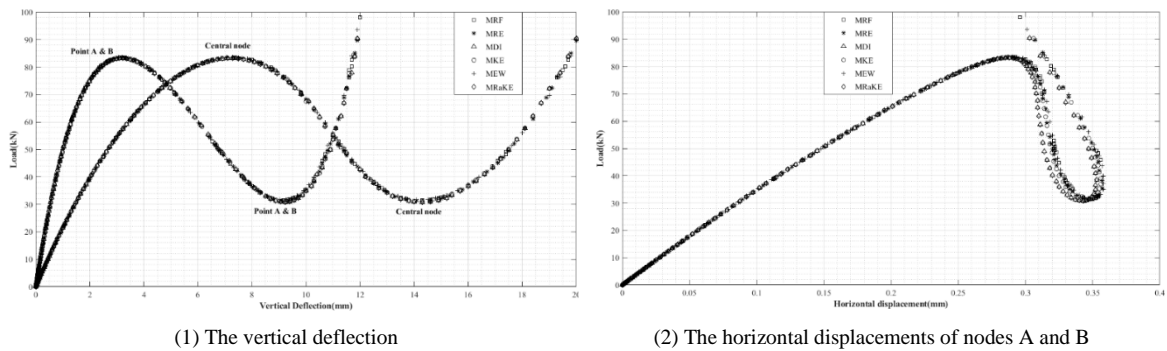 100
90
80
70
60
50
40
30
20
10
0
Load(kN)
Point A & B
Central node
Point A & B
Central node
MRF
MRE
MDI
MKE
MEW
MRaKE
0 2 4 6 8 10 12 14 16 18 20
Vertical Deflection(mm)
(1) The vertical deflection
100
90
80
70
60
50
40
30
20
10
0
Load(kN)
MRF
MRE
MDI
MKE
MEW
MRaKE
0 0.05 0.1 0.15 0.2 0.25 0.3 0.35 0.4
Horizontal displacement(mm)
(2) The horizontal displacements of nodes A and B